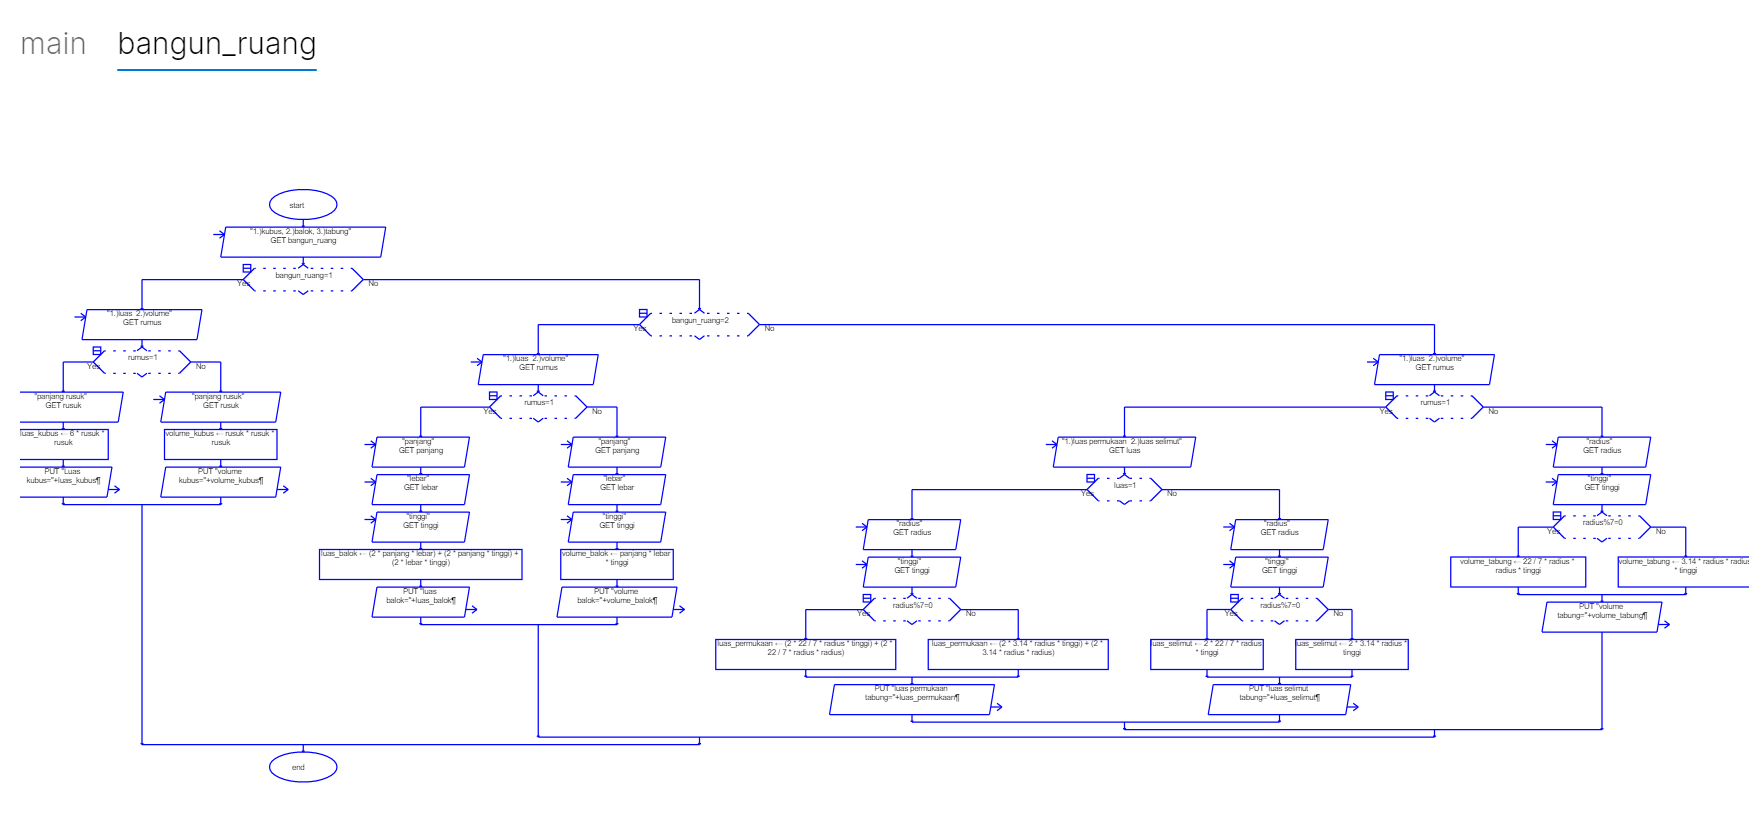 main bangun_ruang
start
"1.)kubus, 2.)balok, 3.)tabung"
GET bangun_ruang
bangun_ruang=1
Yes
No
"1.)luas 2.)volume"
GET rumus
rumus=1
Yes
No
"panjang rusuk"
GET rusuk
luas_kubus ← 6 * rusuk *
rusuk
PUT "Luas
kubus="+luas_kubus¶
"panjang rusuk"
GET rusuk
volume_kubus ← rusuk * rusuk *
rusuk
PUT "volume
kubus="+volume_kubus¶
bangun_ruang=2
Yes
No
"1.)luas 2.)volume"
GET rumus
rumus=1
Yes
No
"panjang"
GET panjang
"lebar"
GET lebar
"tinggi"
GET tinggi
luas_balok ← (2 * panjang * lebar) + (2 * panjang * tinggi) +
(2 * lebar * tinggi)
PUT "luas
balok="+luas_balok¶
"panjang"
GET panjang
"lebar"
GET lebar
"tinggi"
GET tinggi
volume_balok ← panjang * lebar
* tinggi
PUT "volume
balok="+volume_balok¶
"1.)luas 2.)volume"
GET rumus
rumus=1
Yes
No
"1.)luas permukaan 2.)luas selimut"
GET luas
luas=1
Yes
No
"radius"
GET radius
"tinggi"
GET tinggi
radius%7=0
Yes
No
luas_permukaan ← (2 * 22 / 7 * radius * tinggi) + (2 *
22 / 7 * radius * radius)
luas_permukaan ← (2 * 3.14 * radius * tinggi) + (2 *
3.14 * radius * radius)
PUT "luas permukaan
tabung="+luas_permukaan¶
"radius"
GET radius
"tinggi"
GET tinggi
radius%7=0
Yes
No
luas_selimut ← 2 * 22 / 7 * radius
* tinggi
luas_selimut ← 2 * 3.14 * radius *
tinggi
PUT "luas selimut
tabung="+luas_selimut¶
"radius"
GET radius
"tinggi"
GET tinggi
radius%7=0
Yes
No
volume_tabung ← 22 / 7 * radius *
radius * tinggi
volume_tabung ← 3.14 * radius * radius
* tinggi
PUT "volume
tabung="+volume_tabung¶
end